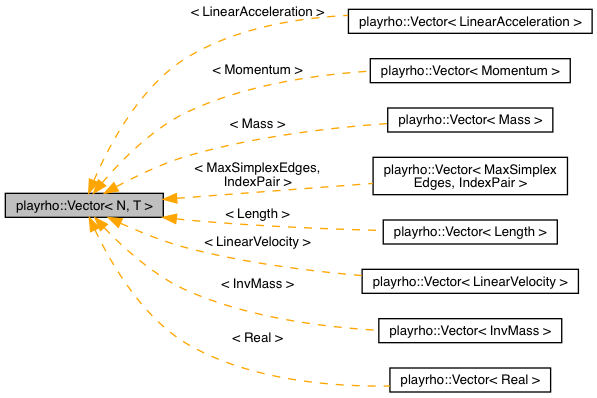 < LinearAcceleration >
playrho::Vector< LinearAcceleration >
< Momentum >
playrho::Vector< Momentum >
< Mass >
playrho::Vector< Mass >
< MaxSimplexEdges,
IndexPair >
playrho::Vector< MaxSimplex
Edges, IndexPair >
playrho::Vector< N, T >
< Length >
playrho::Vector< Length >
< LinearVelocity >
playrho::Vector< LinearVelocity >
< InvMass >
playrho::Vector< InvMass >
< Real >
playrho::Vector< Real >